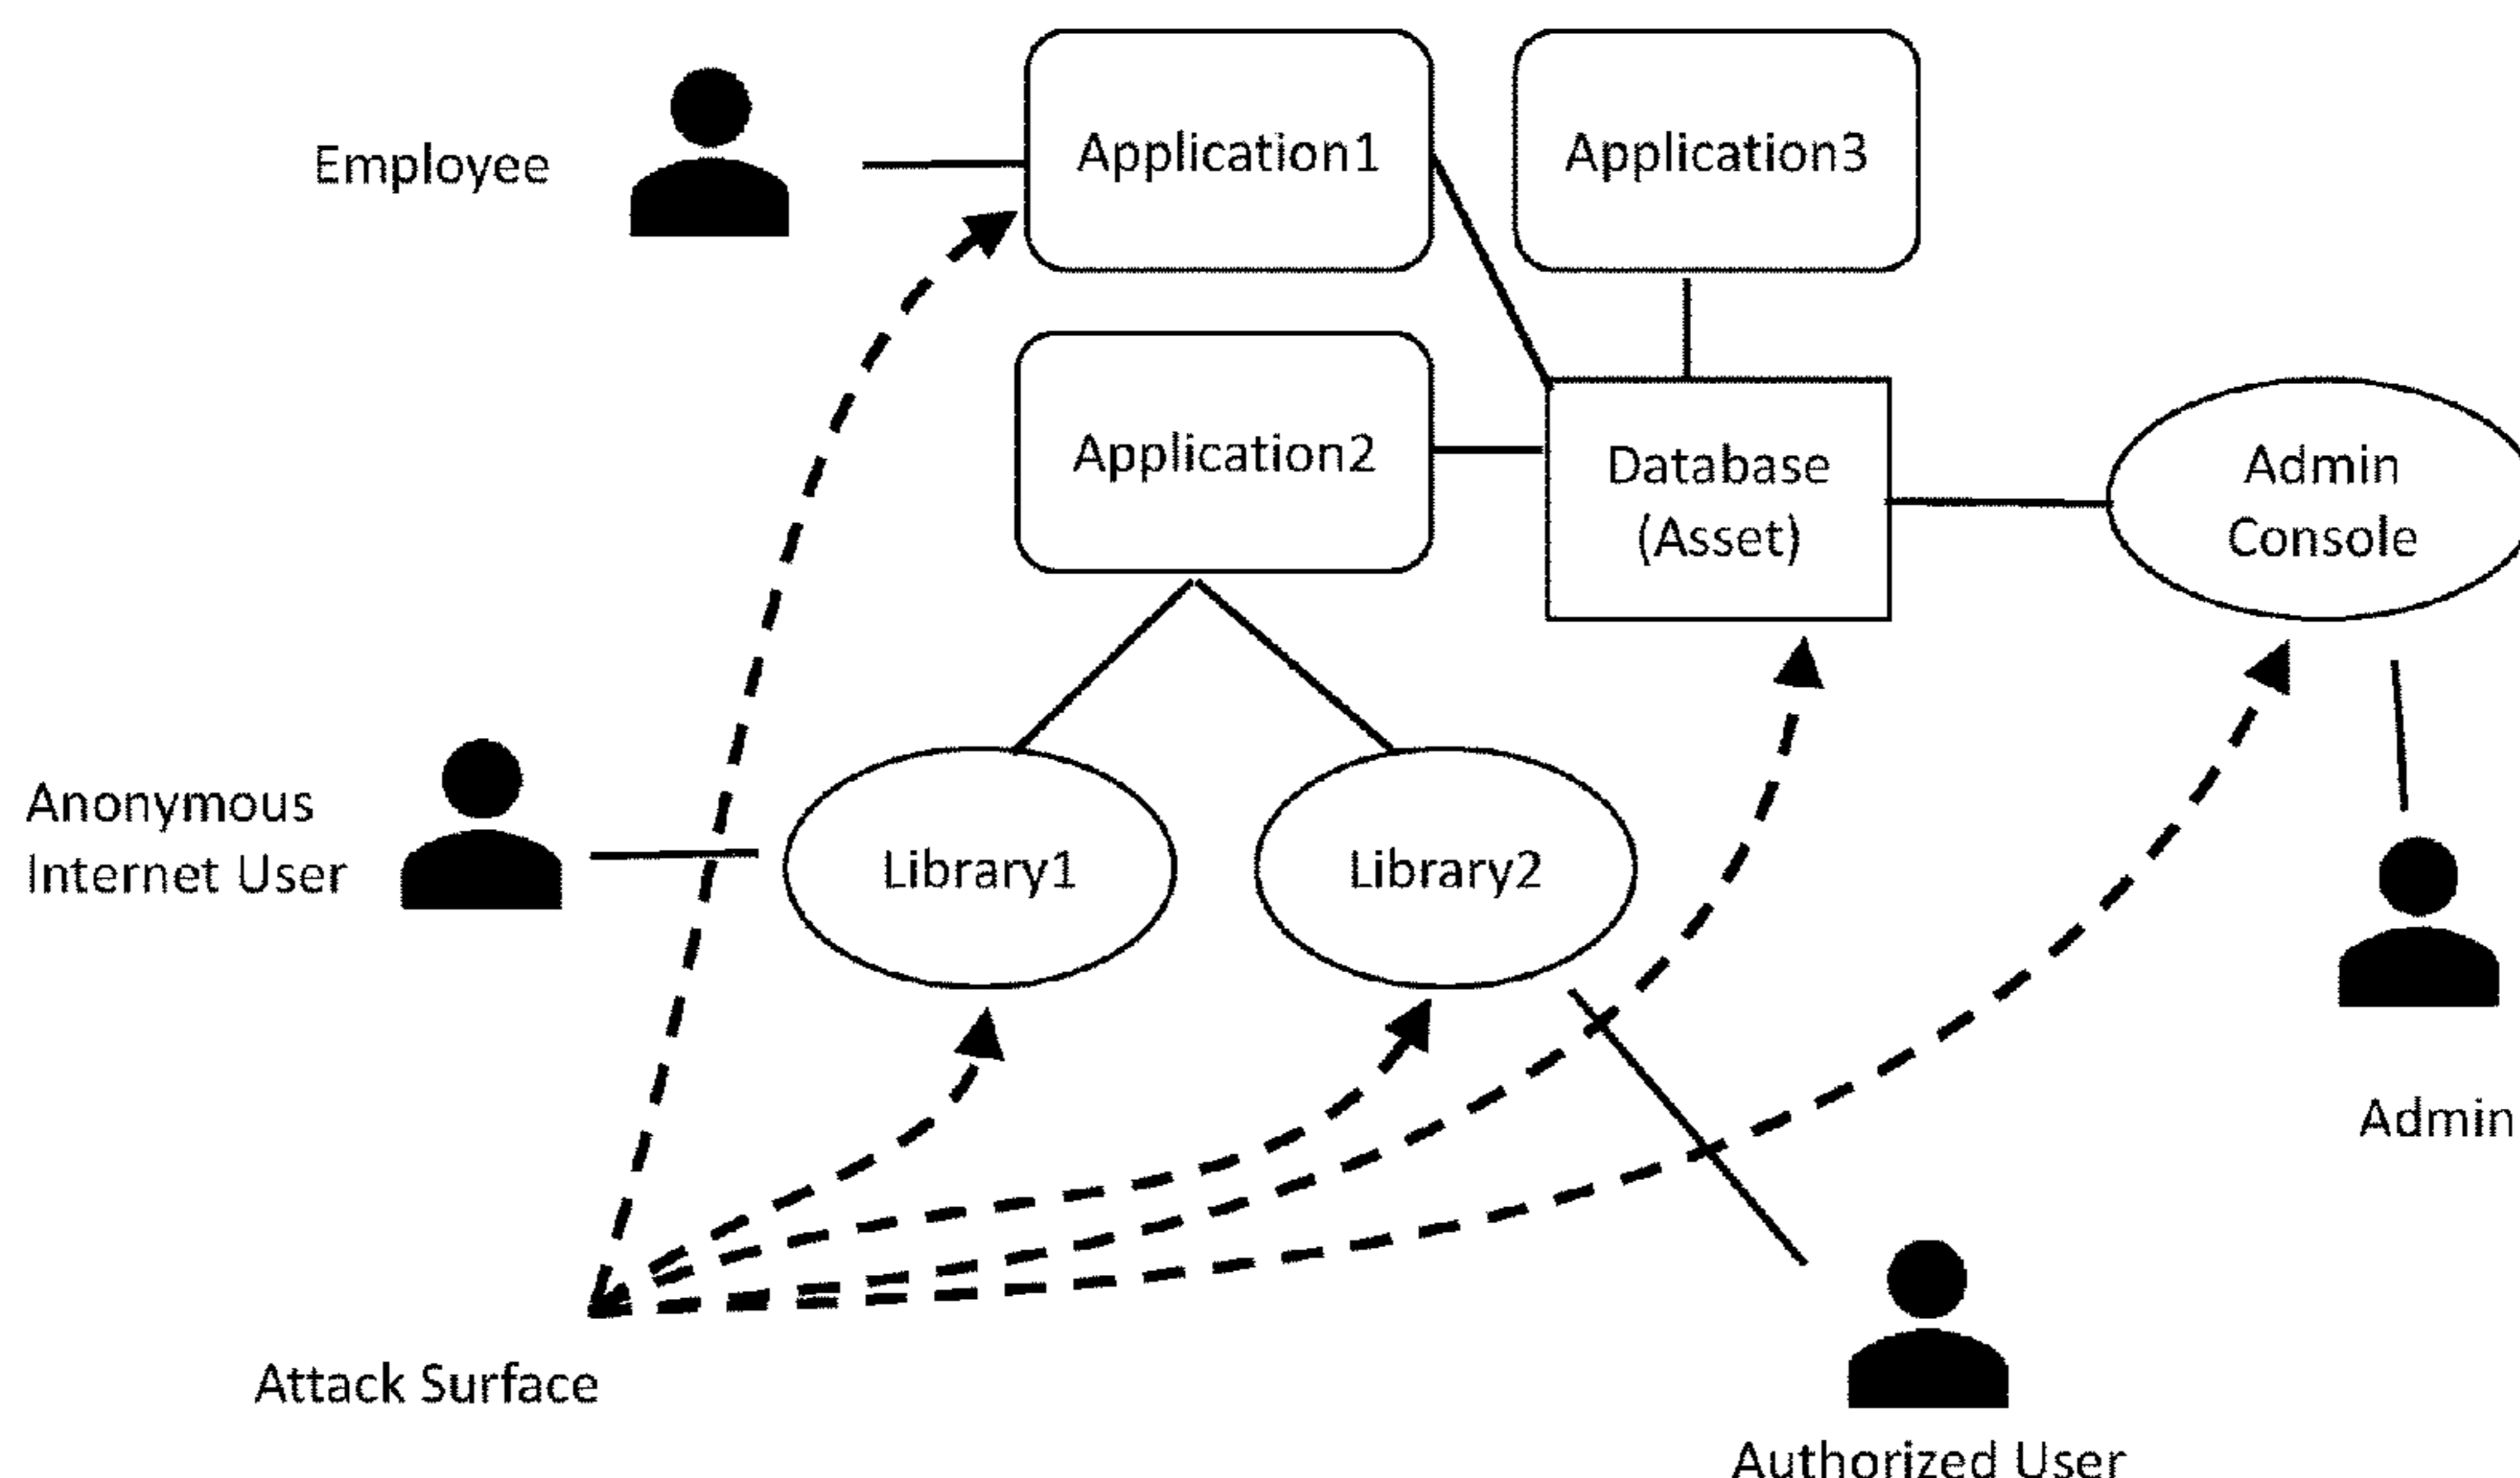 Employee
Application1
Application3
Application2
Database
(Asset)
Admin
Console
Anonymous
Internet User
Library1
Library2
Admin
Attack Surface
Authorized User